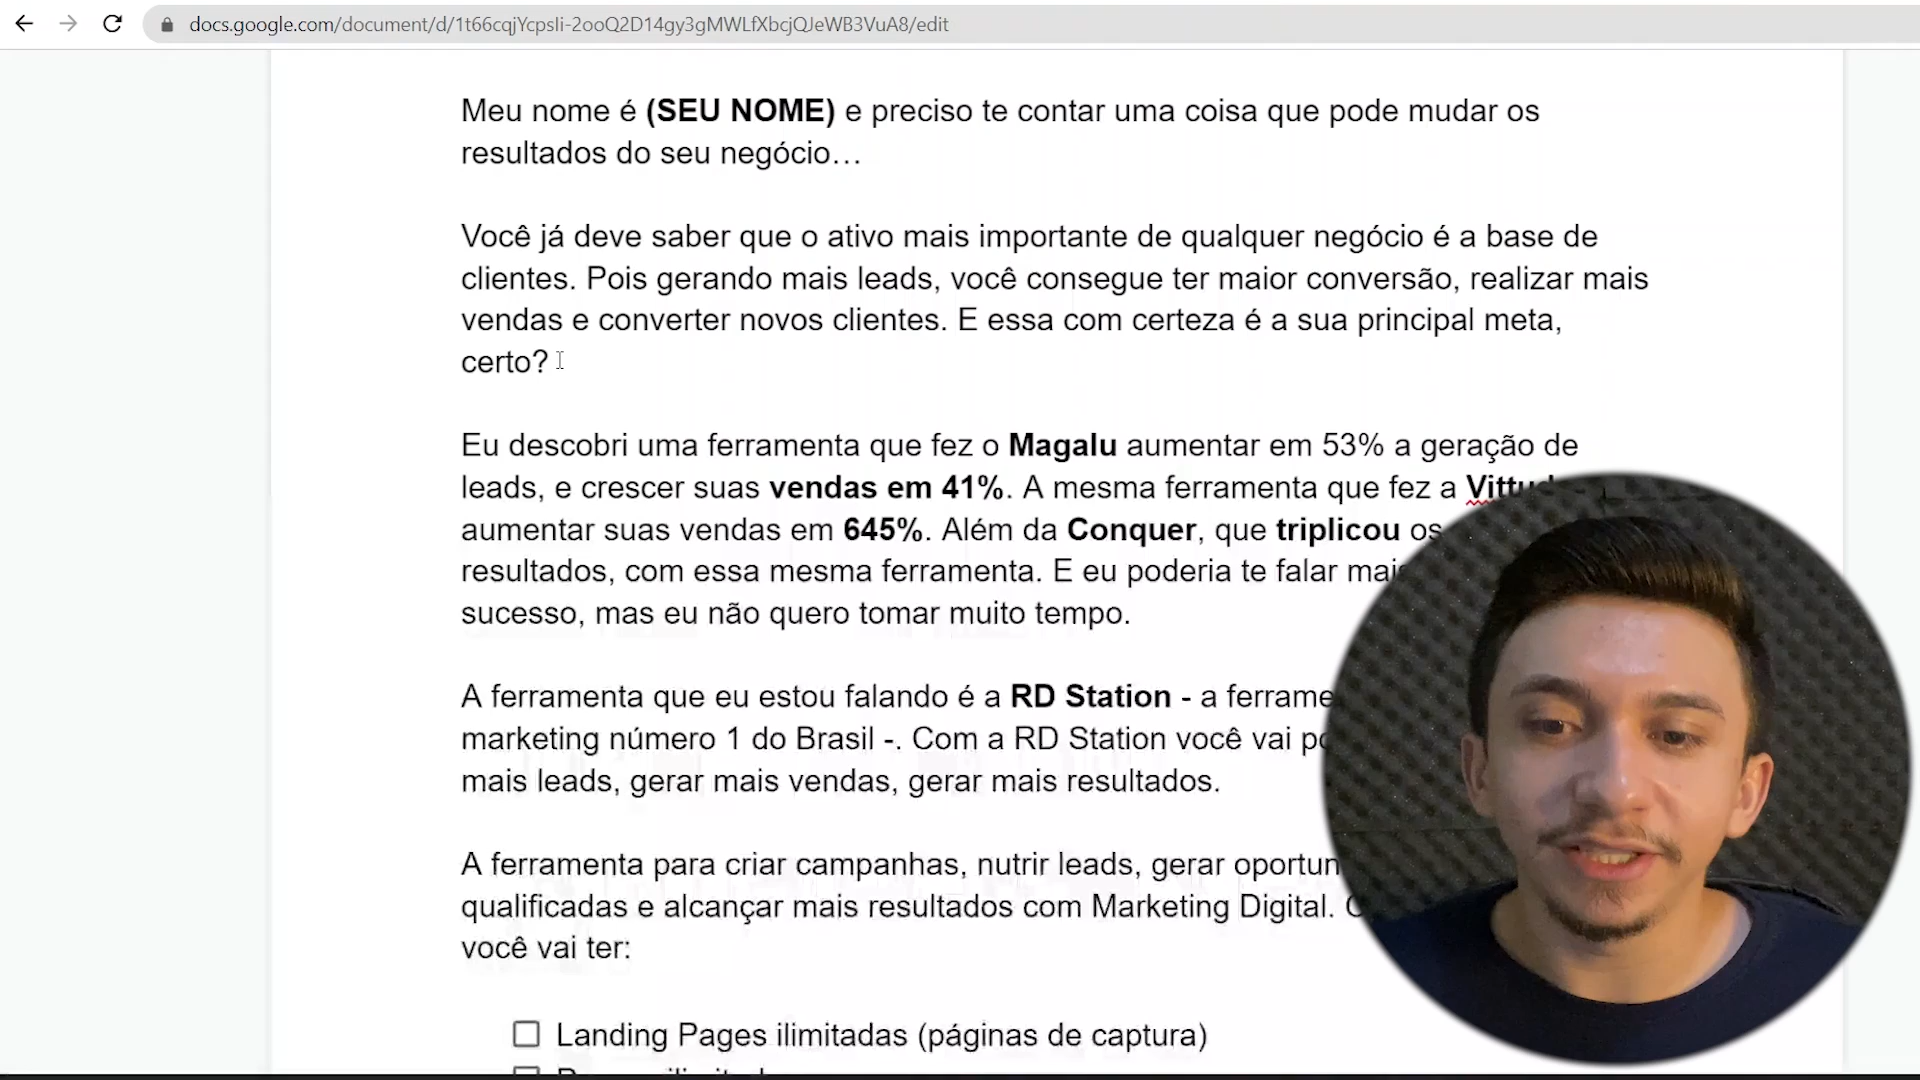 docs.google.com/document/d/1t66cqjYcpsIi-2ooQ2D14gy3gMWLfXbcjQJeWB3VuA8/edit
Meu nome é (SEU NOME) e preciso te contar uma coisa que pode mudar os
resultados do seu negócio…
Você já deve saber que o ativo mais importante de qualquer negócio é a base de
clientes. Pois gerando mais leads, você consegue ter maior conversão, realizar mais
vendas e converter novos clientes. E essa com certeza é a sua principal meta,
certo?
Eu descobri uma ferramenta que fez o Magalu aumentar em 53% a geração de
leads, e crescer suas vendas em 41%. A mesma ferramenta que fez a
aumentar suas vendas em 645%. Além da Conquer, que triplicou os
resultados, com essa mesma ferramenta. E eu poderia te falar mais
sucesso, mas eu não quero tomar muito tempo.
A ferramenta que eu estou falando é a RD Station - a
marketing número 1 do Brasil -. Com a RD Station você vai
mais leads, gerar mais vendas, gerar mais resultados.
A ferramenta para criar campanhas, nutrir leads, gerar
qualificadas e alcançar mais resultados com Marketing Digital.
você vai ter:
Landing Pages ilimitadas (páginas de captura)